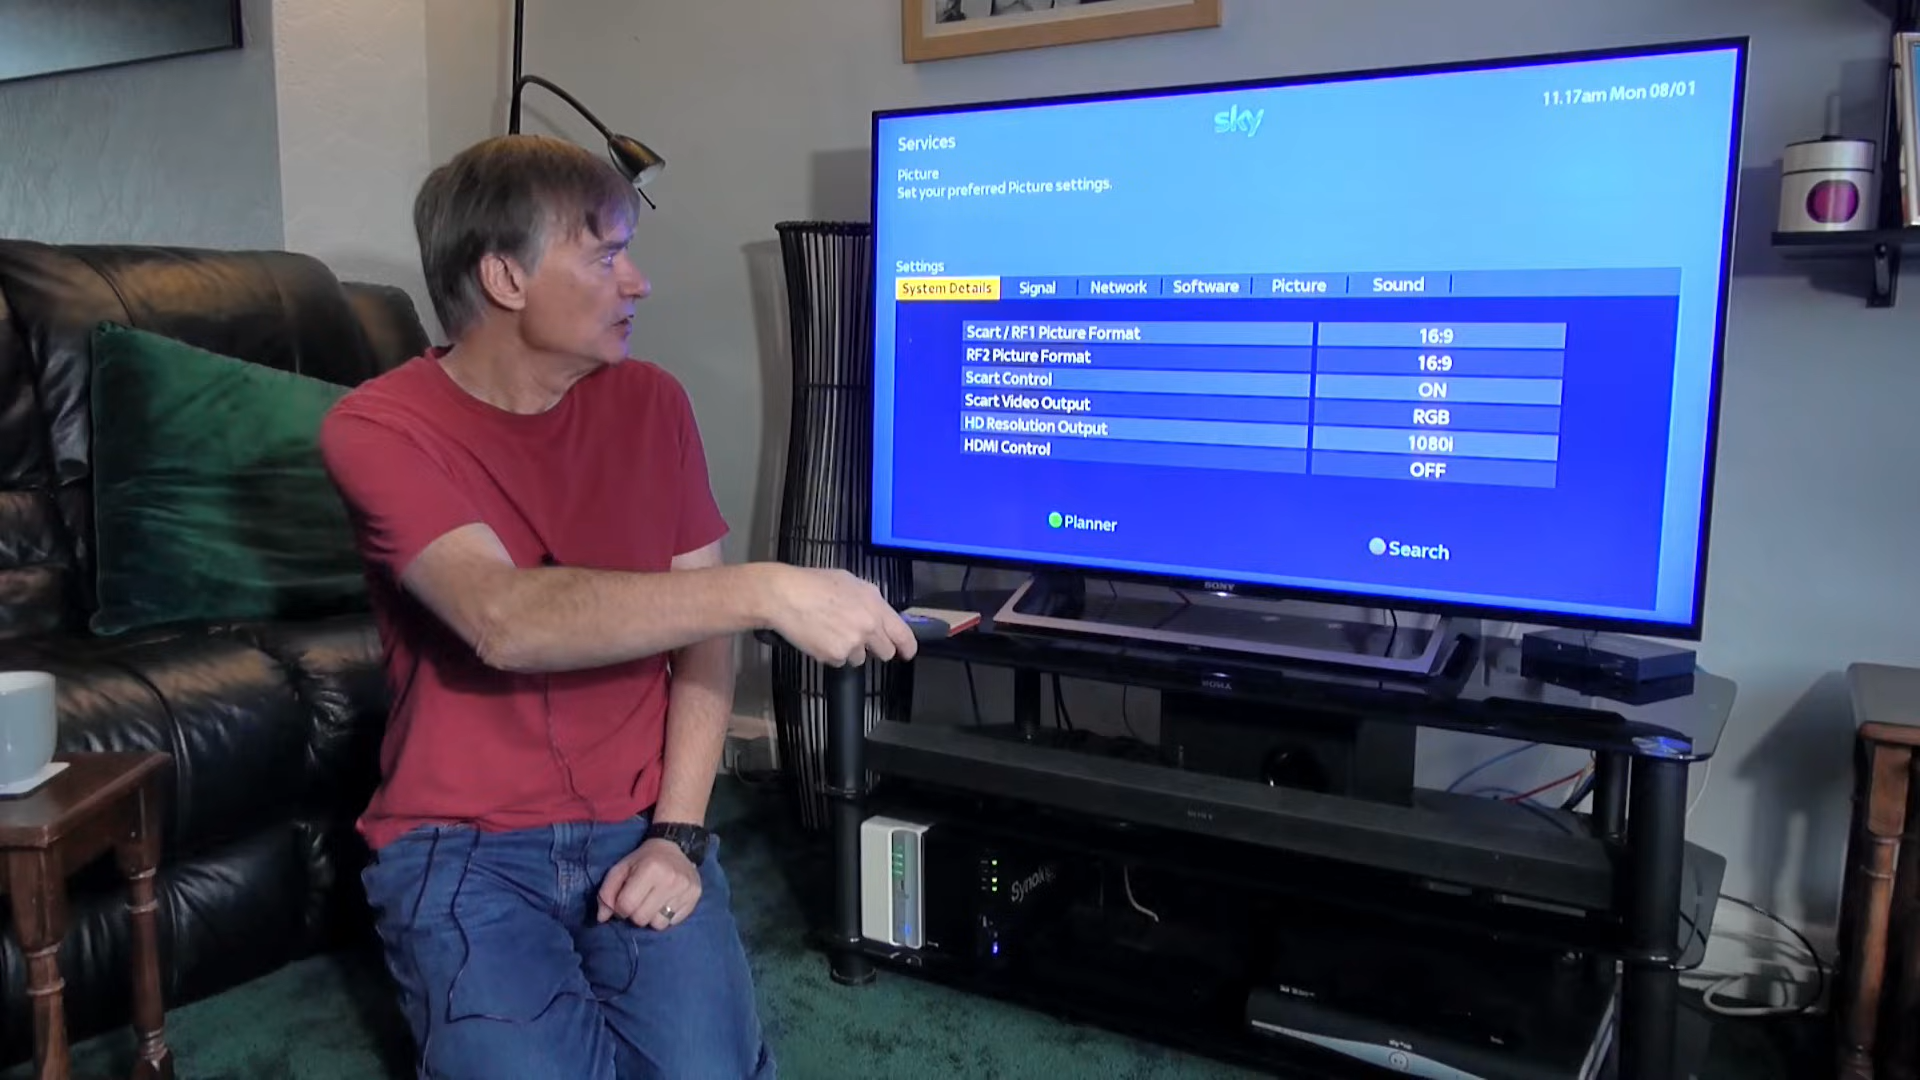 11.17am Mon 08/01
sky
Services
Picture
Set your preferred Picture settings.
Settings
System Details Signal Network Software Picture Sound
Scart / RF1 Picture Format 16:9
RF2 Picture Format 16:9
Scart Control ON
Scart Video Output RGB
HD Resolution Output 1080i
HDMI Control OFF
Planner
Search
SONY
SONY